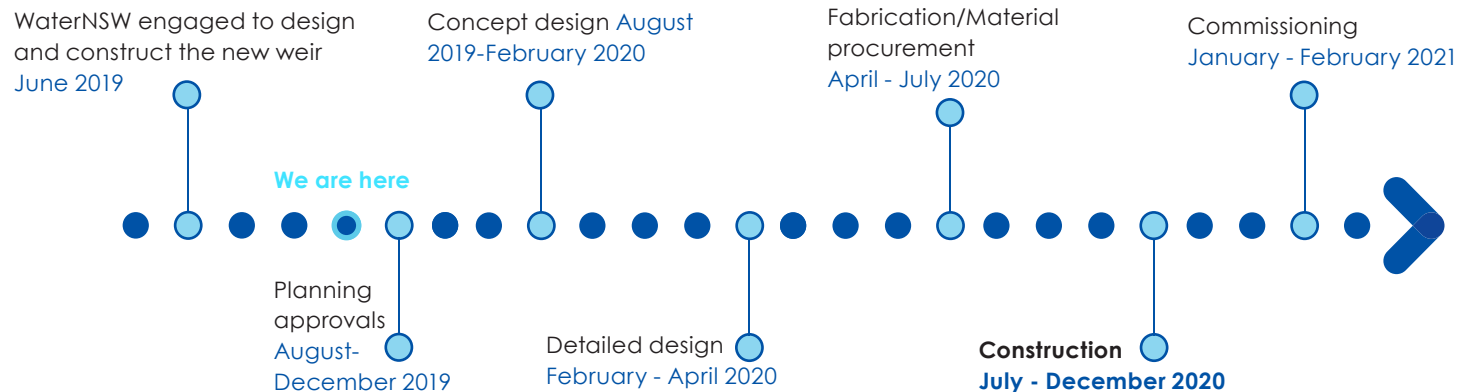 WaterNSW engaged to design
and construct the new weir
June 2019
Concept design August
2019-February 2020
Fabrication/Material
procurement
April - July 2020
Commissioning
January - February 2021
We are here
Planning
approvals
August-
December 2019
Detailed design
February - April 2020
Construction
July - December 2020